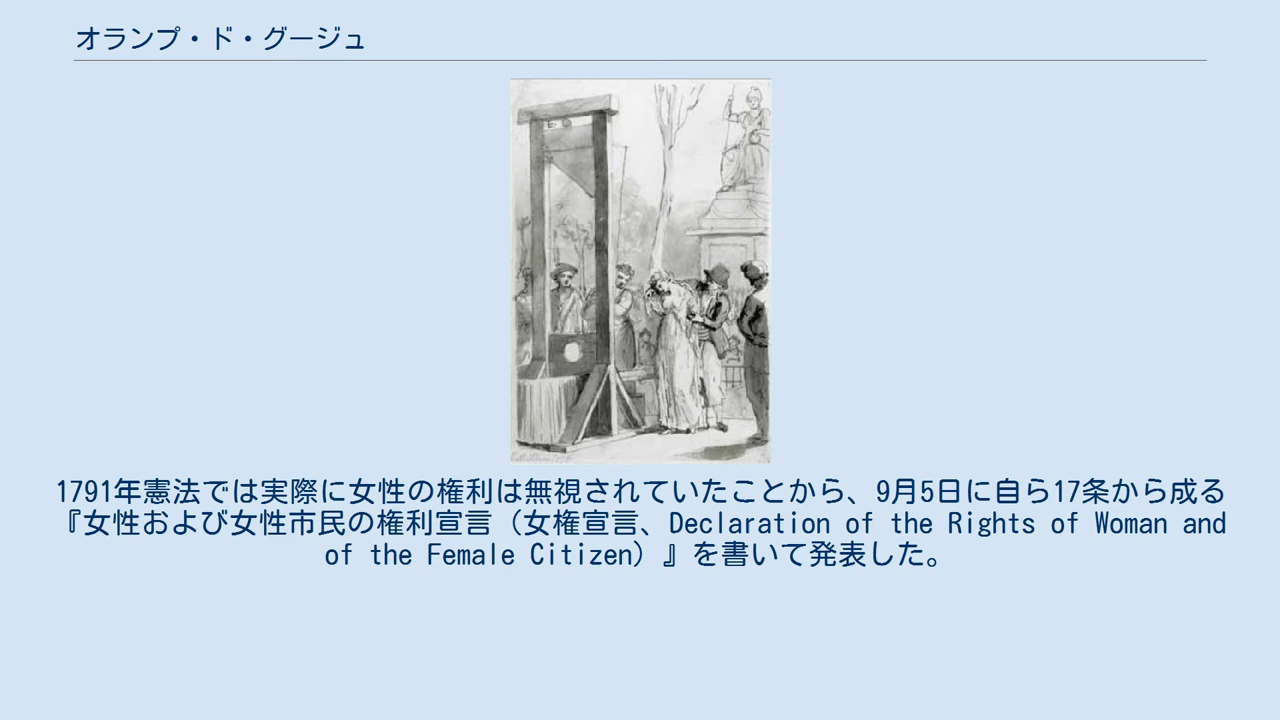 オランプ・ド・グージュ
1791年憲法では実際に女性の権利は無視されていたことから、9月5日に自ら17条から成る
『女性および女性市民の権利宣言（女権宣言、Declaration of the Rights of Woman and
of the Female Citizen）』を書いて発表した。